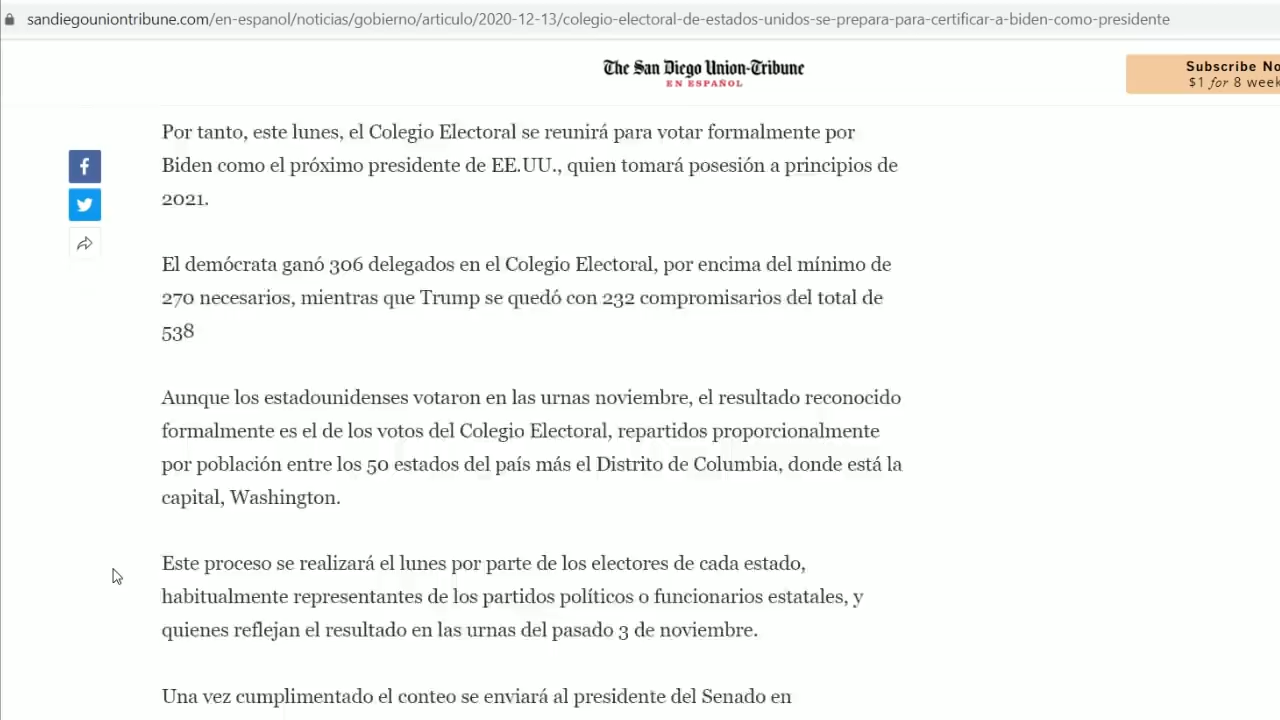 sandiegouniontribune.com/en-espanol/noticias/gobierno/articulo/2020-12-13/colegio-electoral-de-estados-unidos-se-prepara-para-certificar-a-biden-como-presidente
The San Diego Union-Tribune
EN ESPAÑOL
Subscribe No
$1 for 8 week
Por tanto, este lunes, el Colegio Electoral se reunirá para votar formalmente por
Biden como el próximo presidente de EE.UU., quien tomará posesión a principios de
2021.
El demócrata ganó 306 delegados en el Colegio Electoral, por encima del mínimo de
270 necesarios, mientras que Trump se quedó con 232 compromisarios del total de
538
Aunque los estadounidenses votaron en las urnas noviembre, el resultado reconocido
formalmente es el de los votos del Colegio Electoral, repartidos proporcionalmente
por población entre los 50 estados del país más el Distrito de Columbia, donde está la
capital, Washington.
Este proceso se realizará el lunes por parte de los electores de cada estado,
habitualmente representantes de los partidos políticos o funcionarios estatales, y
quienes reflejan el resultado en las urnas del pasado 3 de noviembre.
Una vez cumplimentado el conteo se enviará al presidente del Senado en